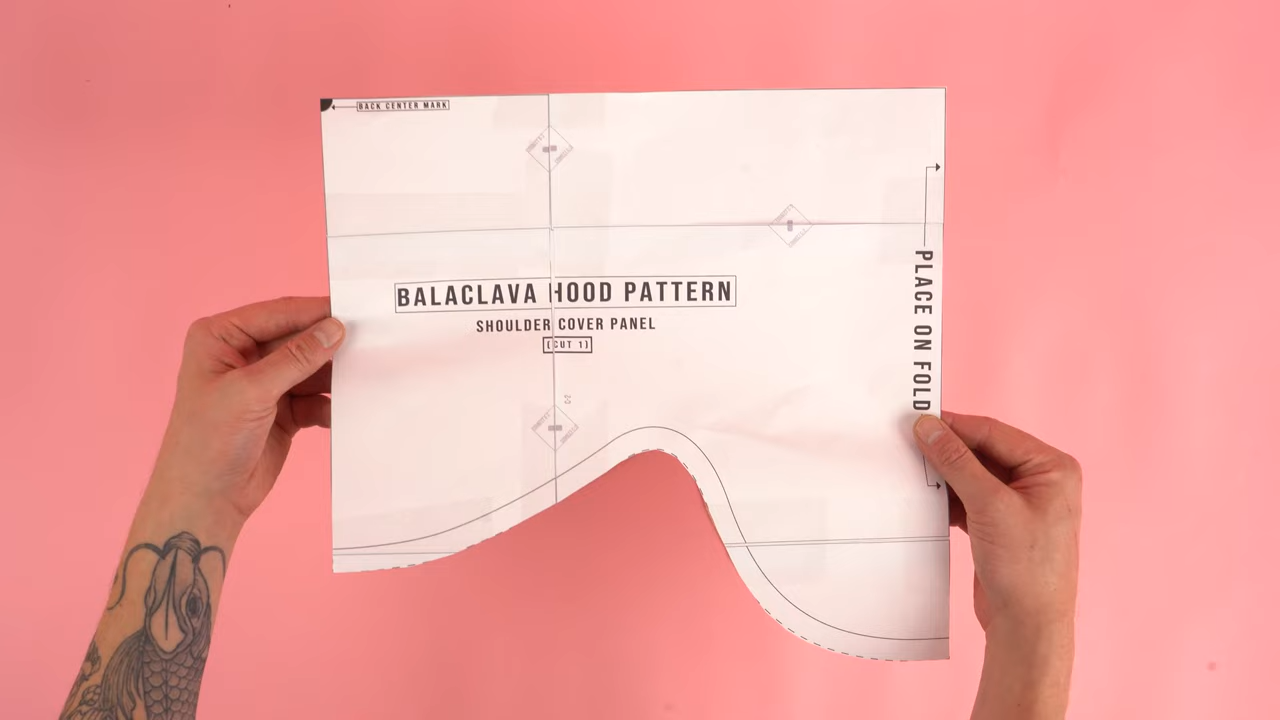 BACK CENTER MARK
BALACLAVA HOOD PATTERN
SHOULDER COVER PANEL
(CUT 1)
PLACE ON FOLD